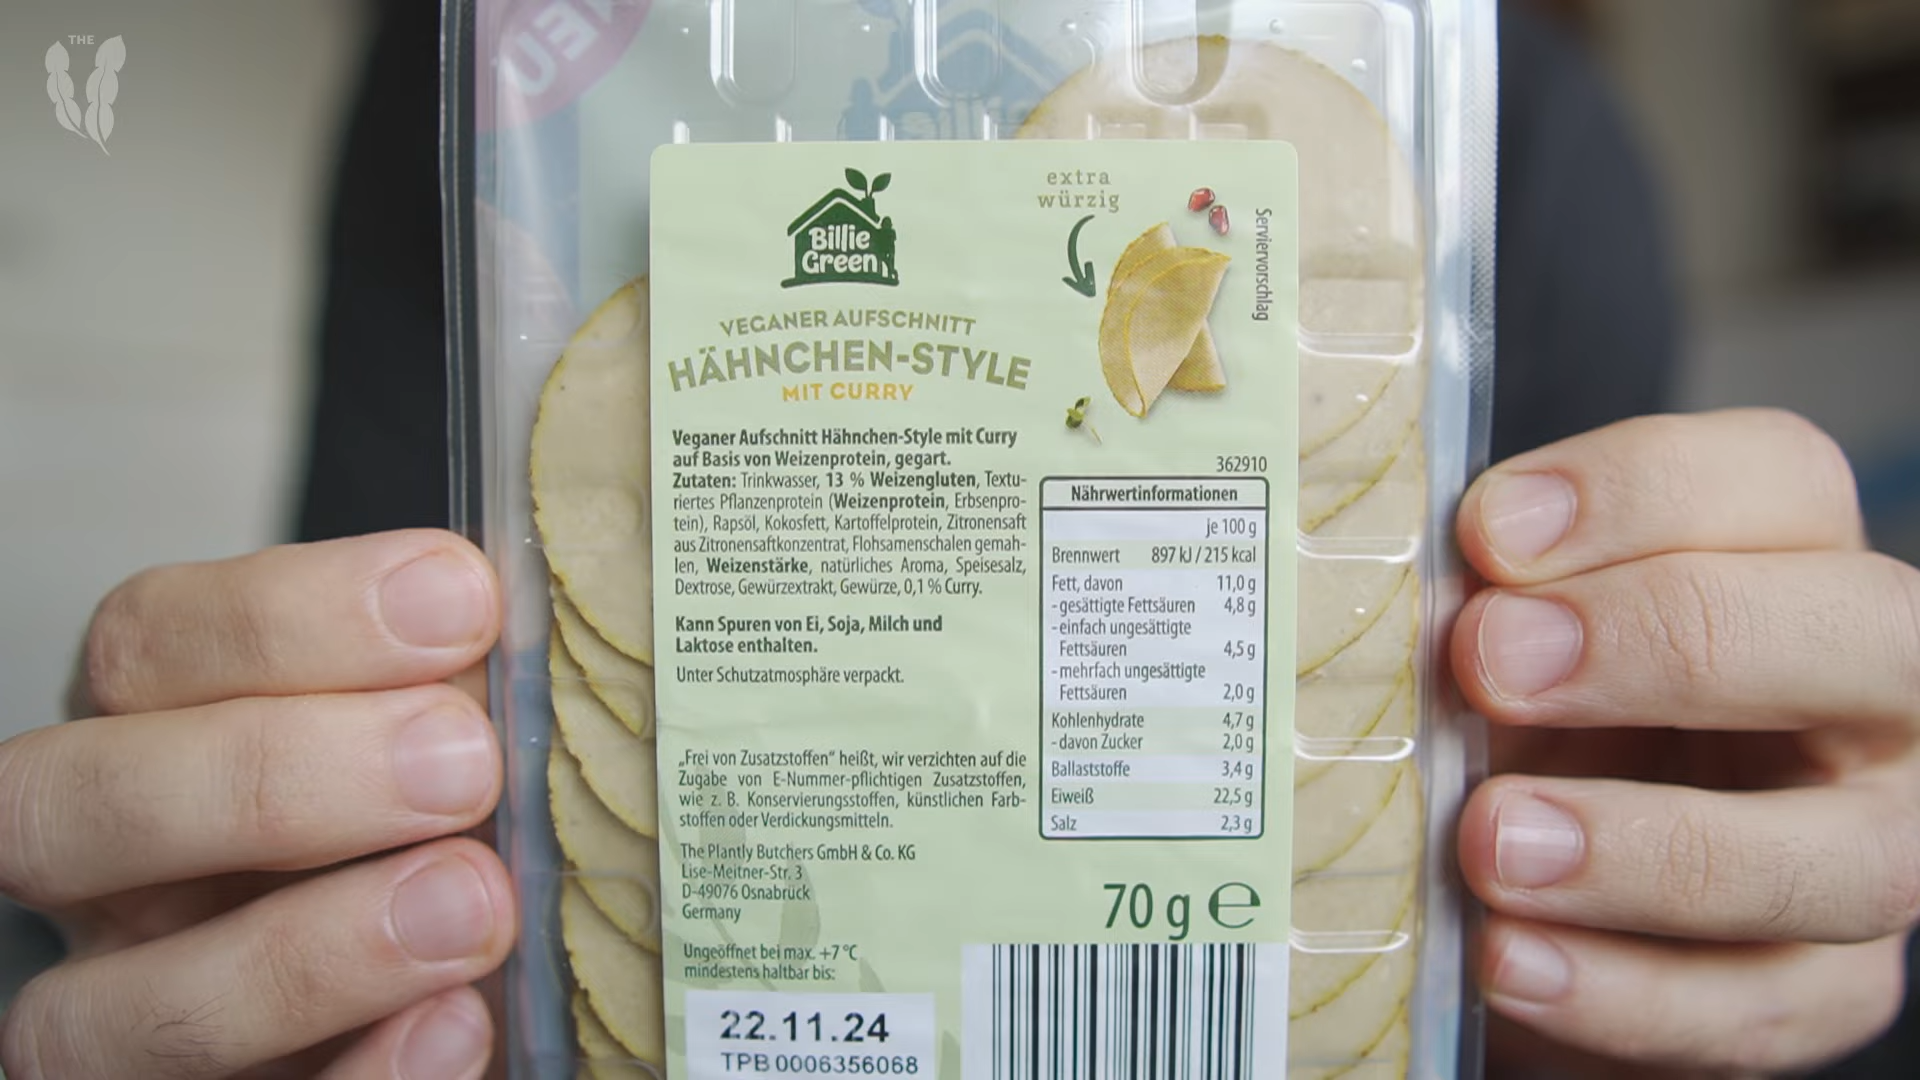 THE
NEU
Billie
Green
extra
würzig
Serviervorschlag
VEGANER AUFSCHNITT
HÄHNCHEN-STYLE
MIT CURRY
Veganer Aufschnitt Hähnchen-Style mit Curry
auf Basis von Weizenprotein, gegart.
Zutaten: Trinkwasser, 13 % Weizengluten, Textu-
riertes Pflanzenprotein (Weizenprotein, Erbsenpro-
tein), Rapsöl, Kokosfett, Kartoffelprotein, Zitronensaft
aus Zitronensaftkonzentrat, Flohsamenschalen gemah-
len, Weizenstärke, natürliches Aroma, Speisesalz,
Dextrose, Gewürzextrakt, Gewürze, 0,1 % Curry.
Kann Spuren von Ei, Soja, Milch und
Laktose enthalten.
Unter Schutzatmosphäre verpackt.
„Frei von Zusatzstoffen“ heißt, wir verzichten auf die
Zugabe von E-Nummer-pflichtigen Zusatzstoffen,
wie z. B. Konservierungsstoffen, künstlichen Farb-
stoffen oder Verdickungsmitteln.
The Plantly Butchers GmbH & Co. KG
Lise-Meitner-Str. 3
D-49076 Osnabrück
Germany
Ungeöffnet bei max. +7 °C
mindestens haltbar bis:
22.11.24
TPB 0006356068
362910
Nährwertinformationen
je 100 g
Brennwert 897 kJ / 215 kcal
Fett, davon 11,0 g
- gesättigte Fettsäuren 4,8 g
- einfach ungesättigte
Fettsäuren 4,5 g
- mehrfach ungesättigte
Fettsäuren 2,0 g
Kohlenhydrate 4,7 g
- davon Zucker 2,0 g
Ballaststoffe 3,4 g
Eiweiß 22,5 g
Salz 2,3 g
70 g e